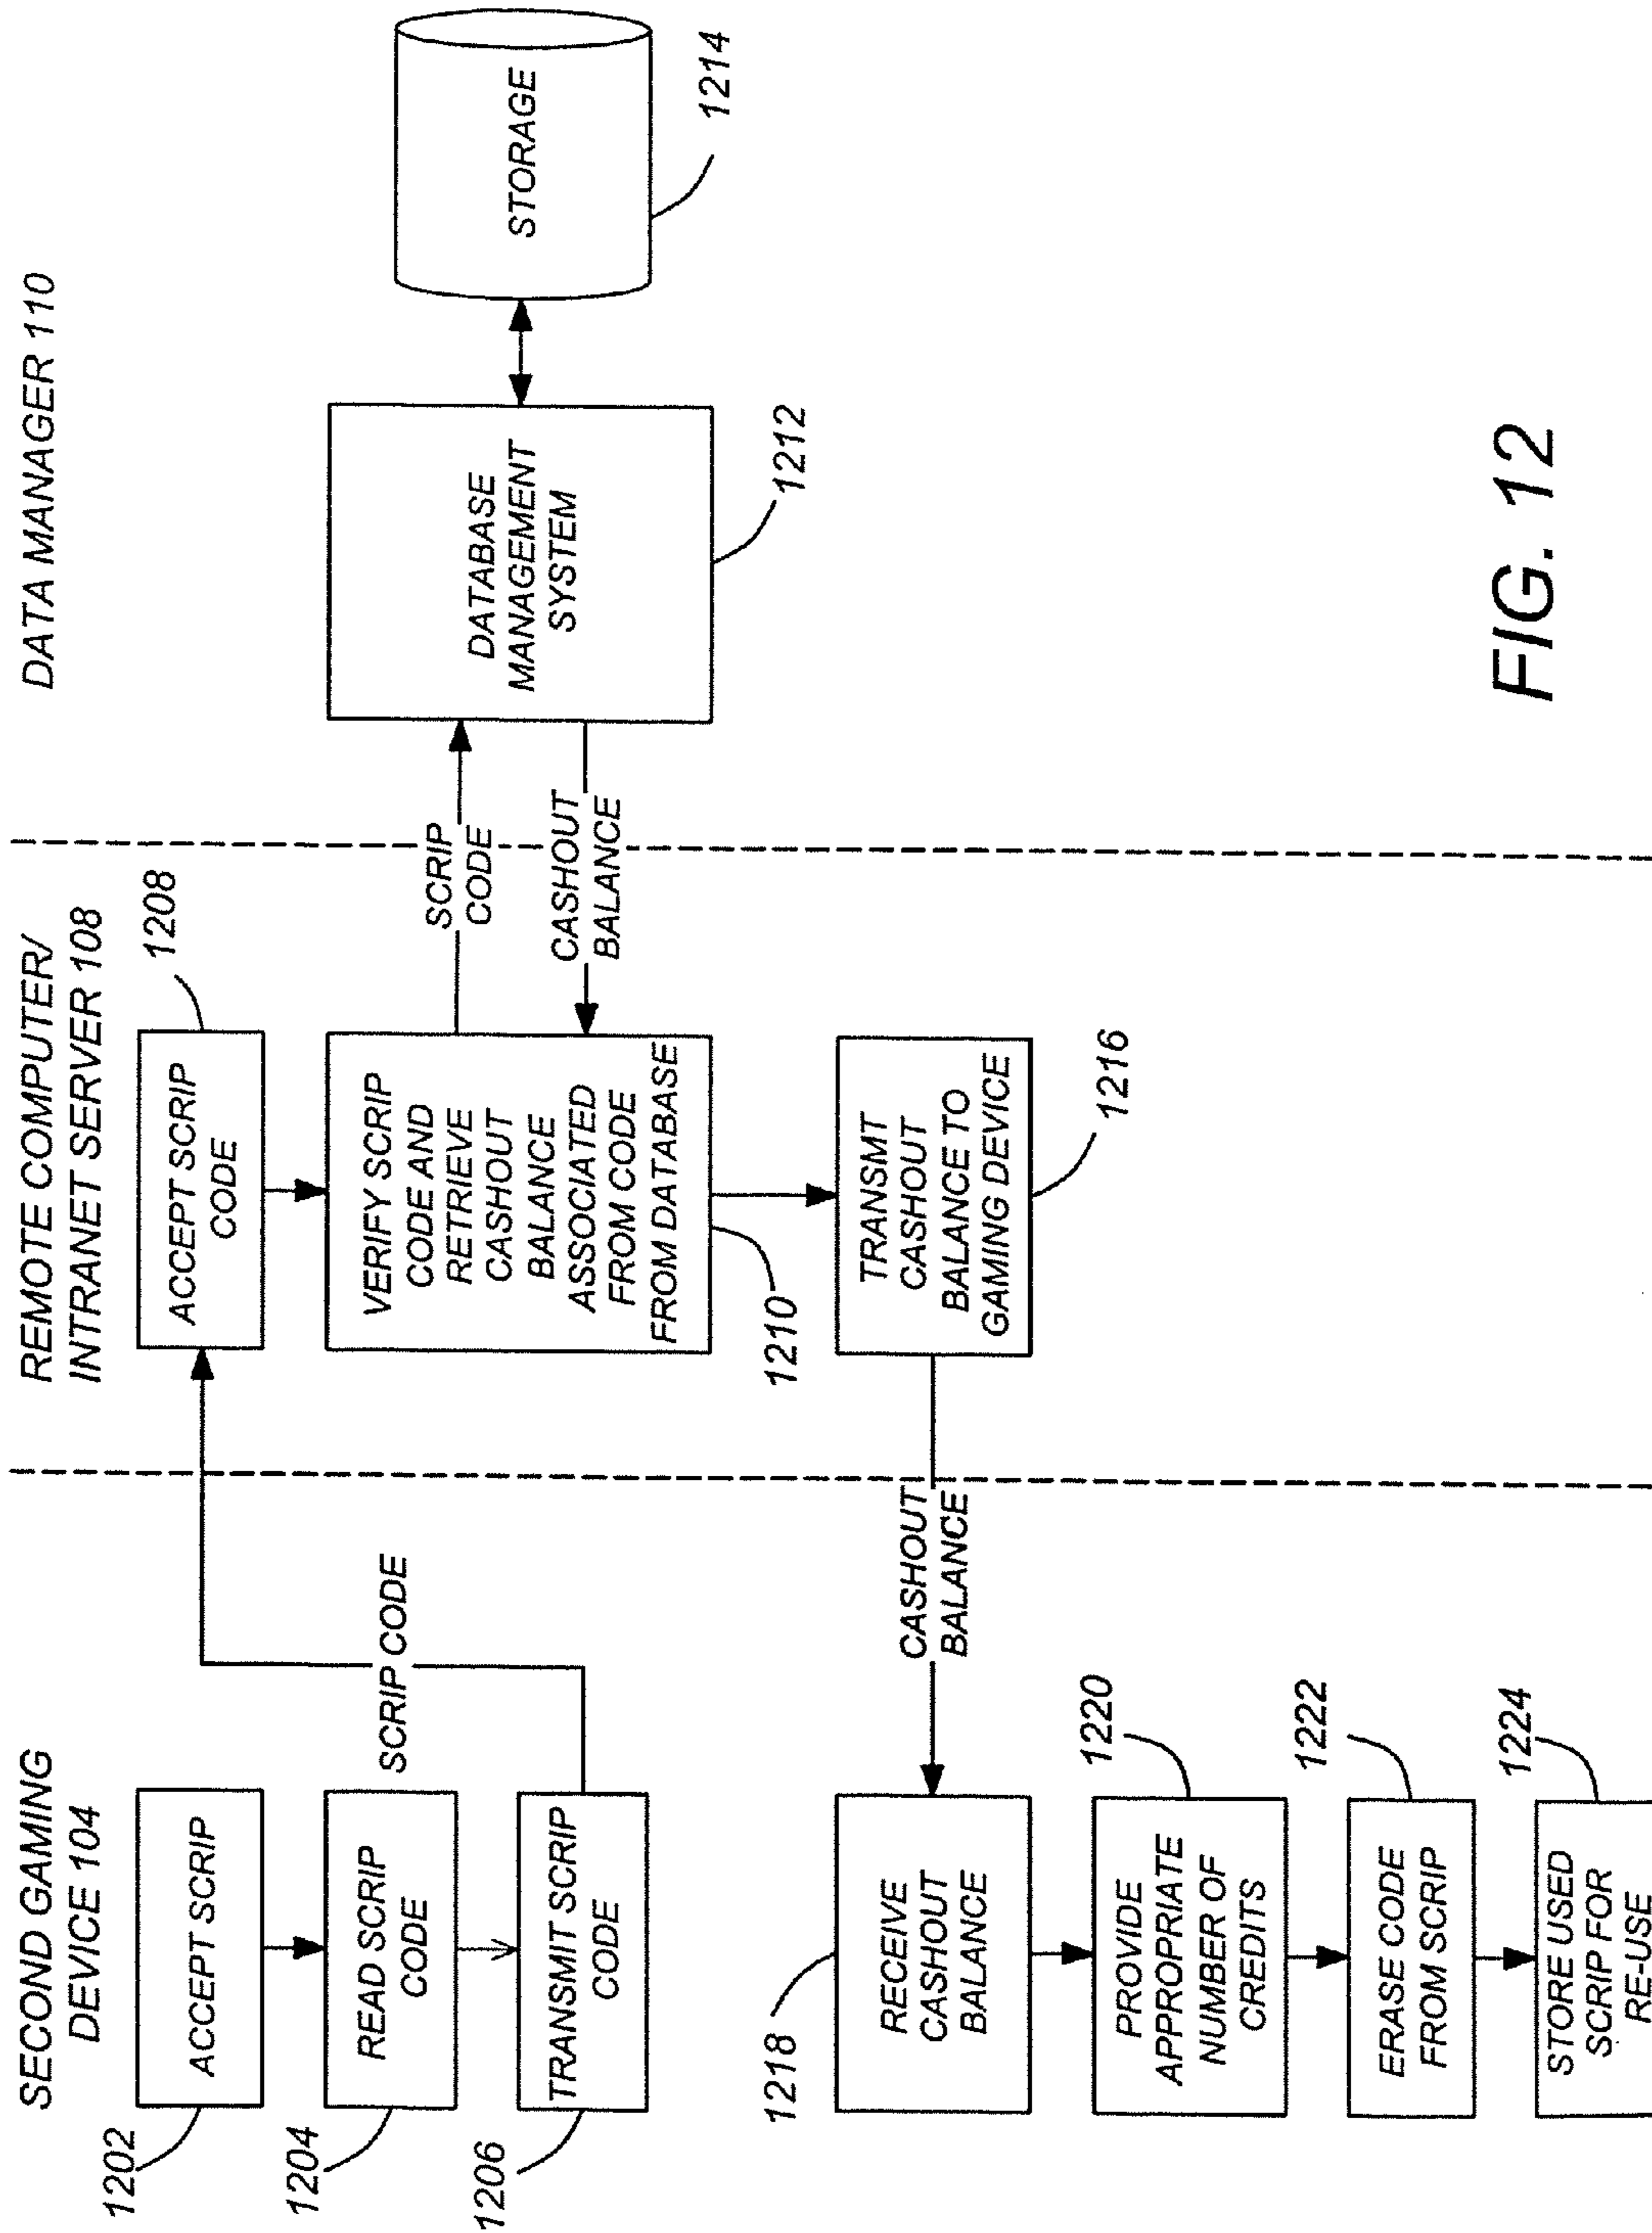 SECOND GAMING
DEVICE 104
1202
ACCEPT SCRIP
1204
READ SCRIP
CODE
1206
TRANSMIT SCRIP
CODE
SCRIP CODE
1218
RECEIVE
CASHOUT
BALANCE
1220
PROVIDE
APPROPRIATE
NUMBER OF
CREDITS
1222
ERASE CODE
FROM SCRIP
1224
STORE USED
SCRIP FOR
RE-USE
REMOTE COMPUTER/
INTRANET SERVER 108
1208
ACCEPT SCRIP
CODE
VERIFY SCRIP
CODE AND
RETRIEVE
CASHOUT
BALANCE
ASSOCIATED
FROM CODE
FROM DATABASE
1210
TRANSMT
CASHOUT
BALANCE TO
GAMING DEVICE
1216
CASHOUT
BALANCE
SCRIP
CODE
CASHOUT
BALANCE
DATA MANAGER 110
DATABASE
MANAGEMENT
SYSTEM
1212
STORAGE
1214
FIG. 12